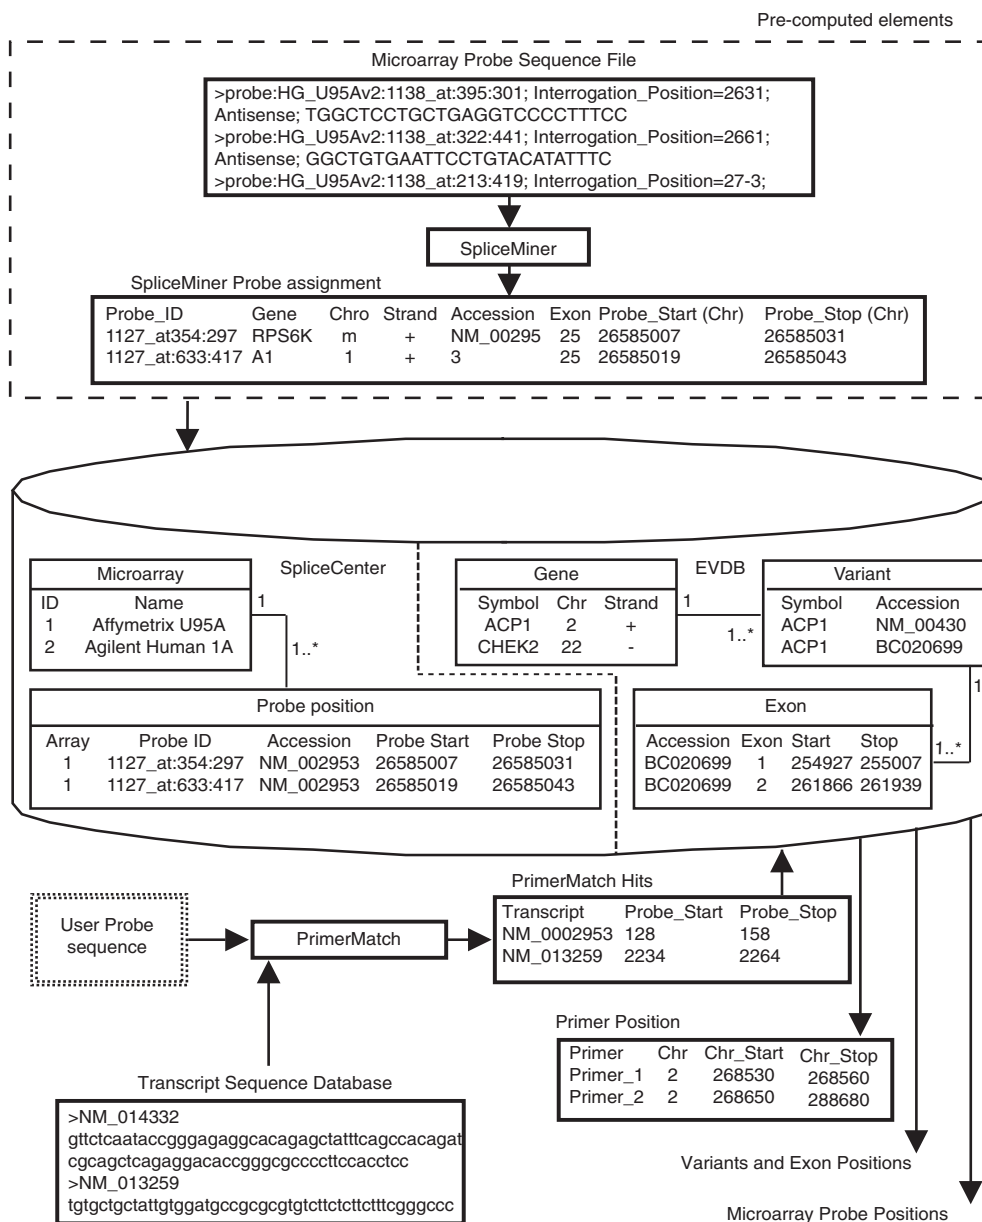 Pre-computed elements
Microarray Probe Sequence File
>probe:HG_U95Av2:1138_at:395:301; Interrogation_Position=2631;
Antisense; TGGCTCCTGCTGAGGTCCCCTTTCC
>probe:HG_U95Av2:1138_at:322:441; Interrogation_Position=2661;
Antisense; GGCTGTGAATTCCTGTACATATTTC
>probe:HG_U95Av2:1138_at:213:419; Interrogation_Position=27-3;
SpliceMiner
SpliceMiner Probe assignment
Probe_ID Gene Chro Strand Accession Exon Probe_Start (Chr) Probe_Stop (Chr)
1127_at354:297 RPS6K m + NM_00295 25 26585007 26585031
1127_at:633:417 A1 1 + 3 25 26585019 26585043
SpliceCenter
EVDB
Microarray
ID Name
1 Affymetrix U95A
2 Agilent Human 1A
1
1..*
Gene
Symbol Chr Strand
ACP1 2 +
CHEK2 22 -
1
1..*
Variant
Symbol Accession
ACP1 NM_00430
ACP1 BC020699
1
1..*
Probe position
Array Probe ID Accession Probe Start Probe Stop
1 1127_at:354:297 NM_002953 26585007 26585031
1 1127_at:633:417 NM_002953 26585019 26585043
Exon
Accession Exon Start Stop
BC020699 1 254927 255007
BC020699 2 261866 261939
User Probe
sequence
PrimerMatch
PrimerMatch Hits
Transcript Probe_Start Probe_Stop
NM_0002953 128 158
NM_013259 2234 2264
Primer Position
Primer Chr Chr_Start Chr_Stop
Primer_1 2 268530 268560
Primer_2 2 268650 288680
Transcript Sequence Database
>NM_014332
gttctcaataccgggagaggcacagagctatttcagccacagat
cgcagctcagaggacaccgggcgccccttccacctcc
>NM_013259
tgtgctgctattgtggatgccgcgcgtgtcttctcttctttcgggccc
Variants and Exon Positions
Microarray Probe Positions